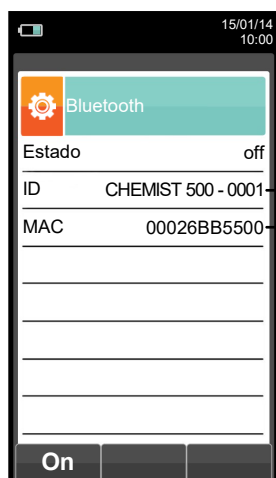 15/01/14
10:00
Bluetooth
Estado off
ID CHEMIST 500 - 0001
MAC 00026BB5500
On